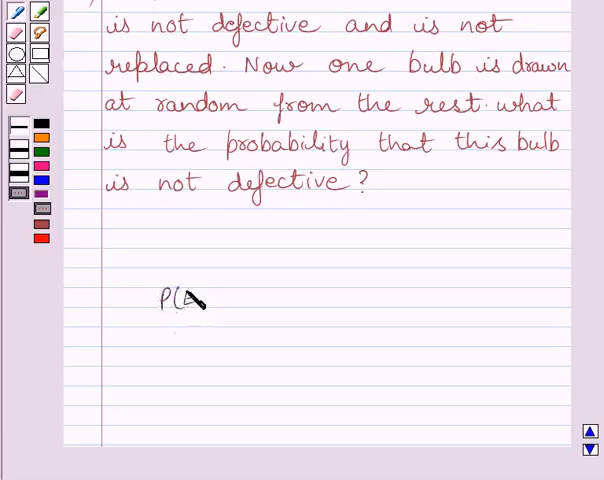 is not defective and is not
replaced. Now one bulb is drawn
at random from the rest. what
is the probability that this bulb
is not defective?
P(